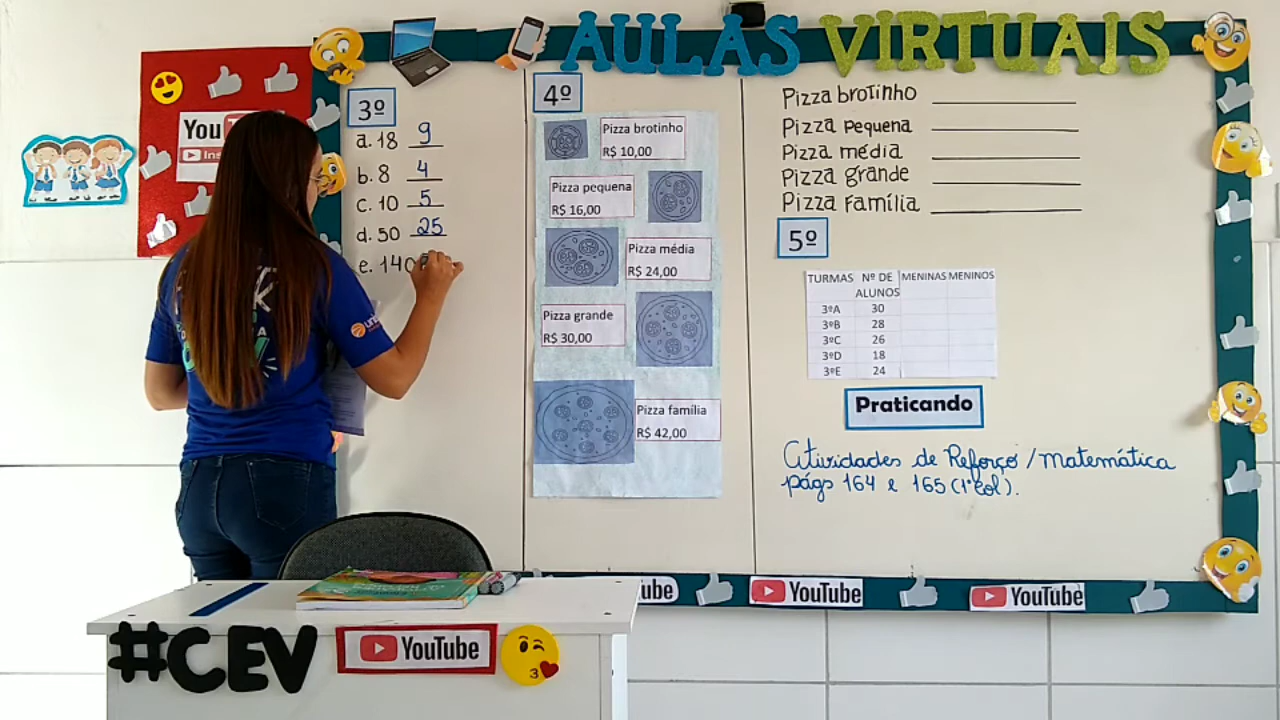 AULAS VIRTUAIS
You
3º
a. 18 9
b. 8 4
c. 10 5
d. 50 25
e. 140
4º
Pizza brotinho
R$ 10,00
Pizza pequena
R$ 16,00
Pizza média
R$ 24,00
Pizza grande
R$ 30,00
Pizza família
R$ 42,00
Pizza brotinho
Pizza pequena
Pizza média
Pizza grande
Pizza família
5º
TURMAS Nº DE ALUNOS MENINAS MENINOS
3ºA 30
3ºB 28
3ºC 26
3ºD 18
3ºE 24
Praticando
Atividades de Reforço / Matemática
págs 164 e 165 (1ª col).
ube
YouTube
YouTube
#CEV
YouTube